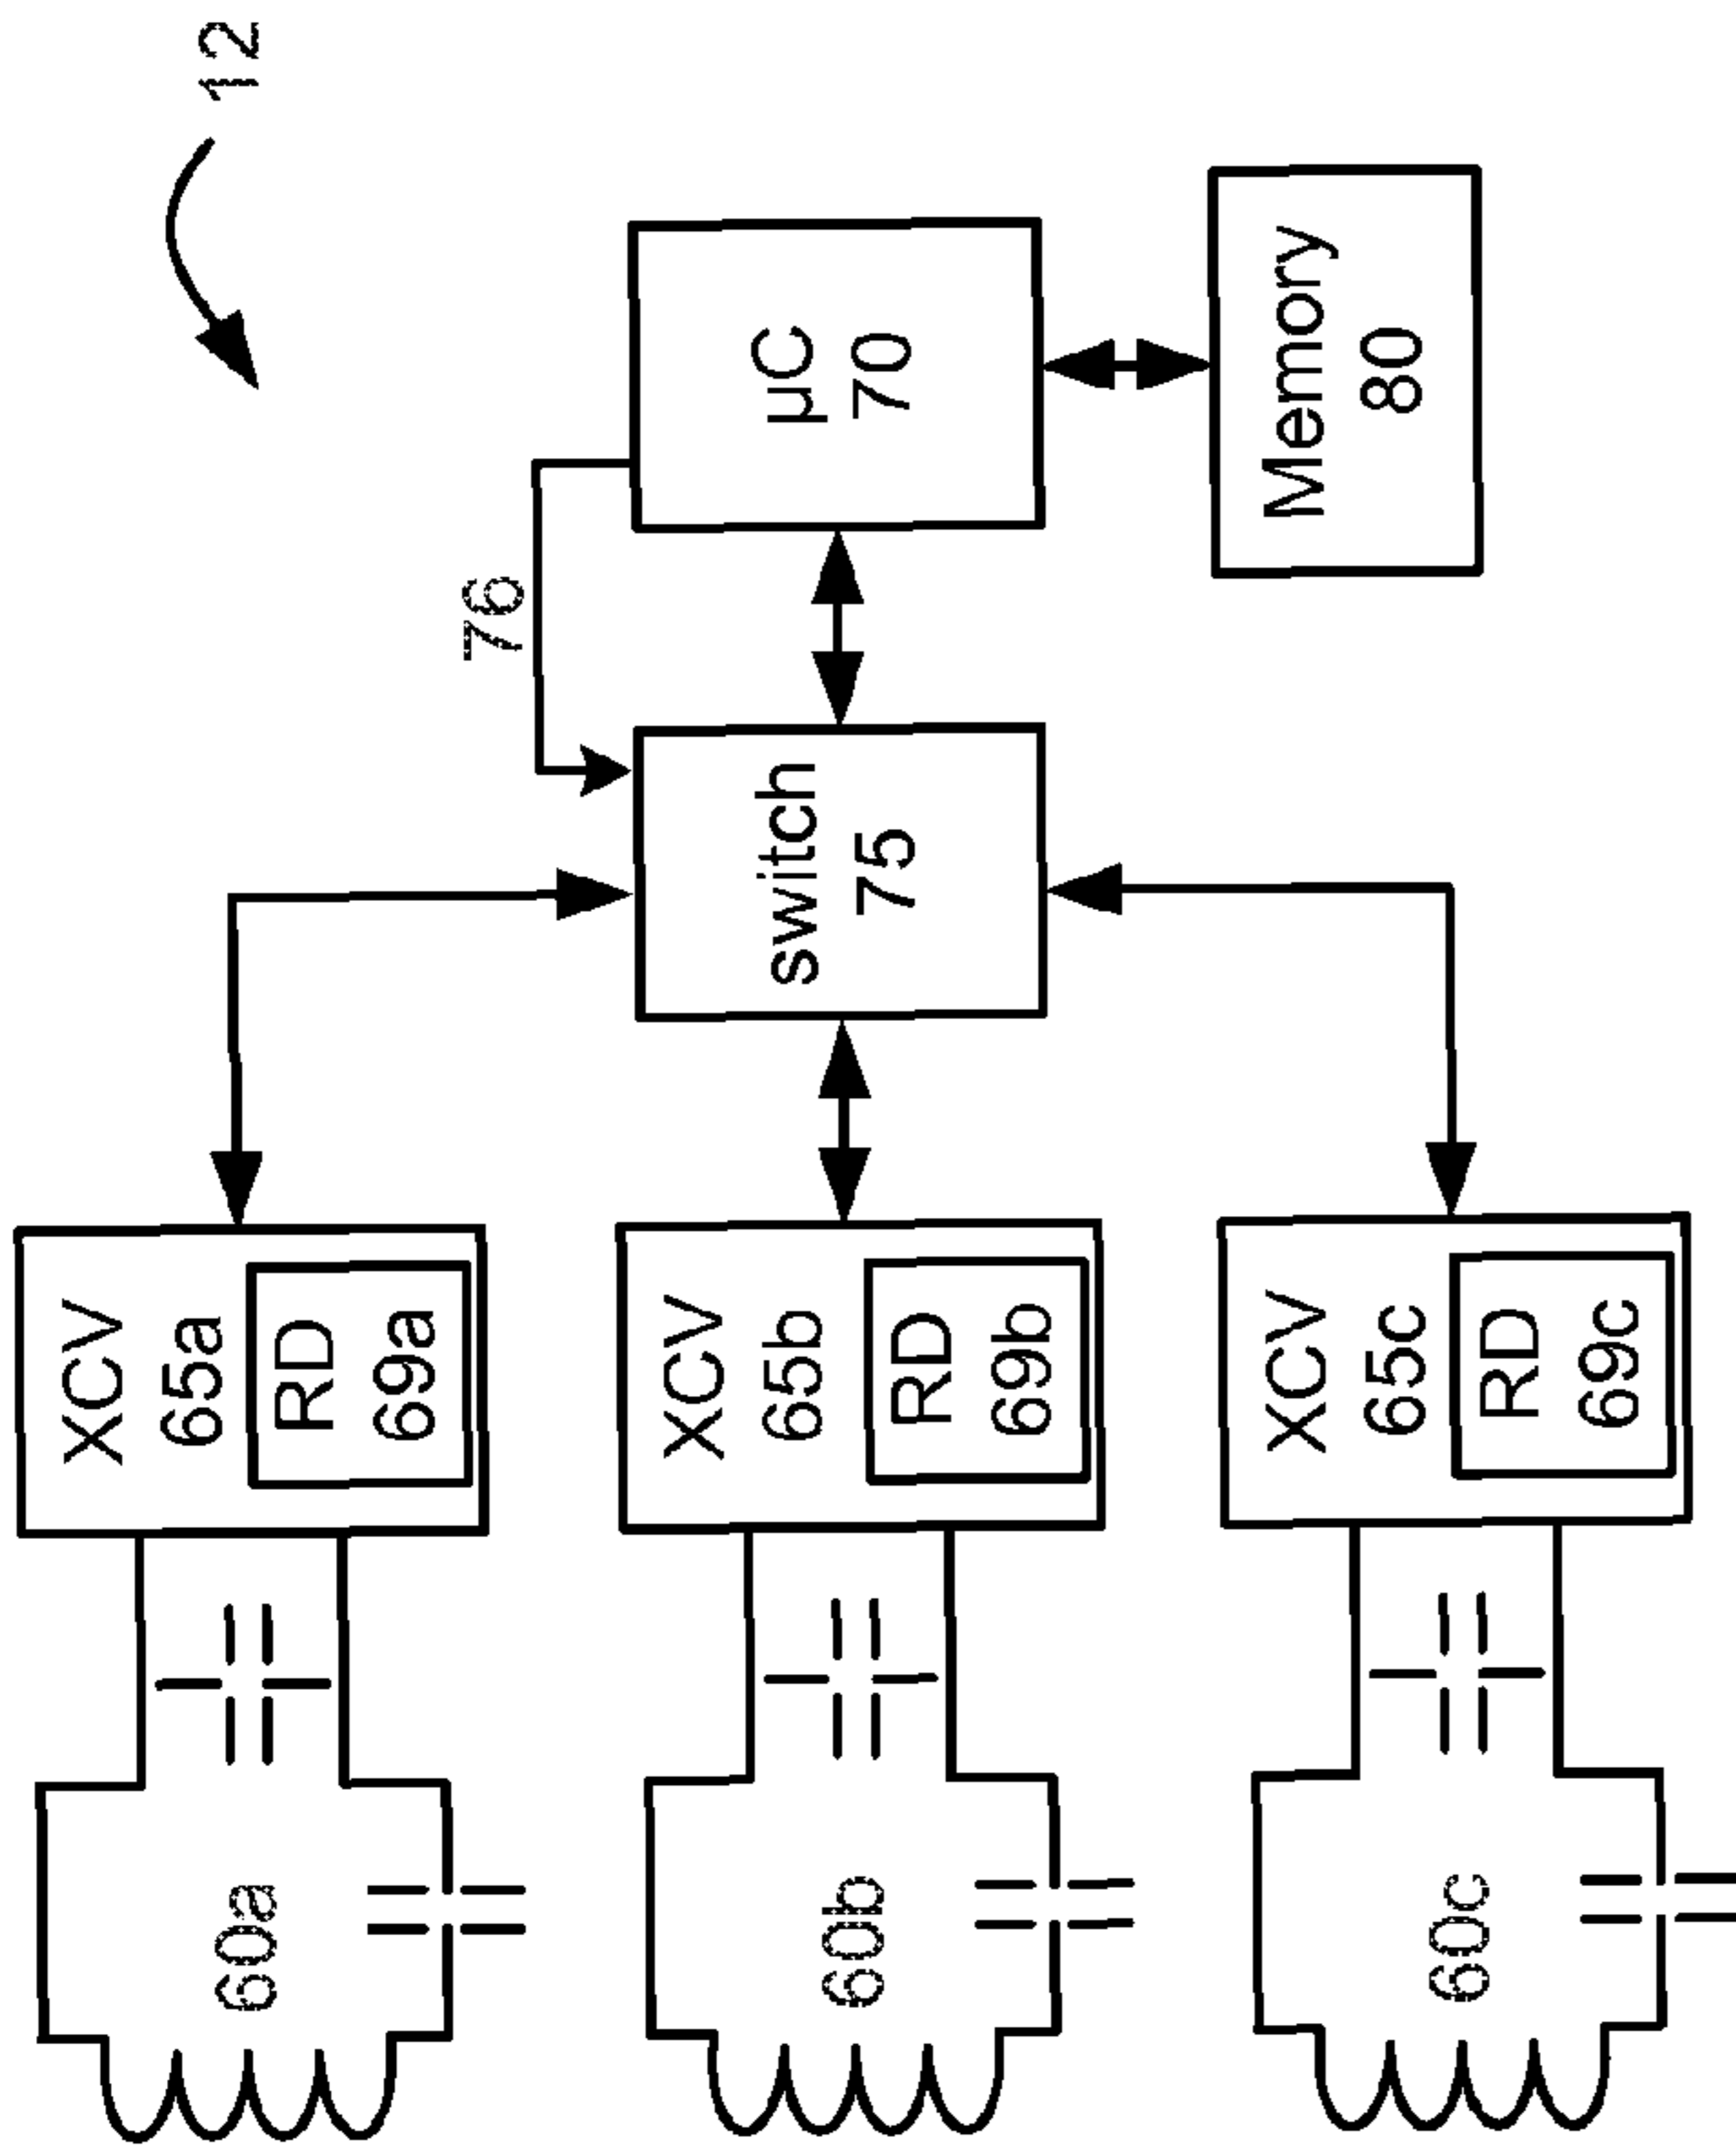 12
60a
XCV
65a
RD
69a
76
60b
XCV
65b
RD
69b
switch
75
µC
70
60c
XCV
65c
RD
69c
Memory
80